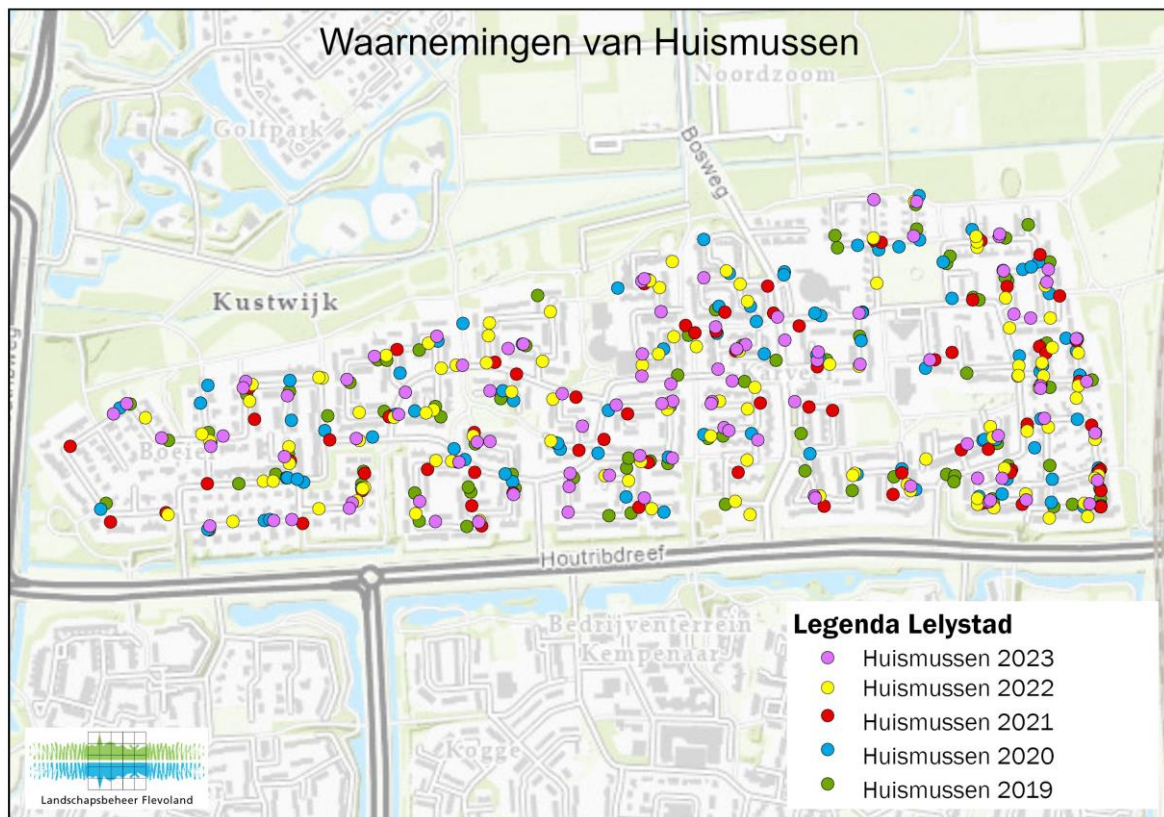 Waarnemingen van Huismussen
Noordzoom
Golfpark
Bosweg
Kustwijk
Boeier
Houtribdreef
Bedrijventerrein
Kempenaar
Kogge
Legenda Lelystad
Huismussen 2023
Huismussen 2022
Huismussen 2021
Huismussen 2020
Huismussen 2019
Landschapsbeheer Flevoland